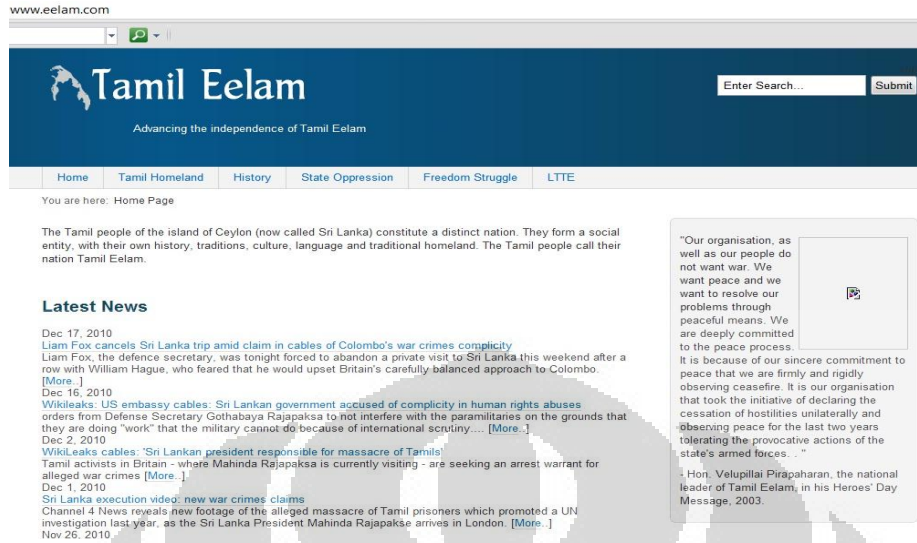 www.eelam.com
Tamil Eelam
Enter Search...
Submit
Advancing the independence of Tamil Eelam
Home
Tamil Homeland
History
State Oppression
Freedom Struggle
LTTE
You are here: Home Page
The Tamil people of the island of Ceylon (now called Sri Lanka) constitute a distinct nation. They form a social
entity, with their own history, traditions, culture, language and traditional homeland. The Tamil people call their
nation Tamil Eelam.
Latest News
Dec 17, 2010
Liam Fox cancels Sri Lanka trip amid claim in cables of Colombo's war crimes complicity
Liam Fox, the defence secretary, was tonight forced to abandon a private visit to Sri Lanka this weekend after a
row with William Hague, who feared that he would upset Britain's carefully balanced approach to Colombo.
[More..]
Dec 16, 2010
Wikileaks: US embassy cables: Sri Lankan government accused of complicity in human rights abuses
orders from Defense Secretary Gothabaya Rajapaksa to not interfere with the paramilitaries on the grounds that
they are doing "work" that the military cannot do because of international scrutiny.... [More..]
Dec 2, 2010
WikiLeaks cables: 'Sri Lankan president responsible for massacre of Tamils'
Tamil activists in Britain - where Mahinda Rajapaksa is currently visiting - are seeking an arrest warrant for
alleged war crimes [More..]
Dec 1, 2010
Sri Lanka execution video: new war crimes claims
Channel 4 News reveals new footage of the alleged massacre of Tamil prisoners which promoted a UN
investigation last year, as the Sri Lanka President Mahinda Rajapakse arrives in London. [More..]
Nov 26, 2010
"Our organisation, as
well as our people do
not want war. We
want peace and we
want to resolve our
problems through
peaceful means. We
are deeply committed
to the peace process.
It is because of our sincere commitment to
peace that we are firmly and rigidly
observing ceasefire. It is our organisation
that took the initiative of declaring the
cessation of hostilities unilaterally and
observing peace for the last two years
tolerating the provocative actions of the
state's armed forces. . "
- Hon. Velupillai Pirapaharan, the national
leader of Tamil Eelam, in his Heroes' Day
Message, 2003.